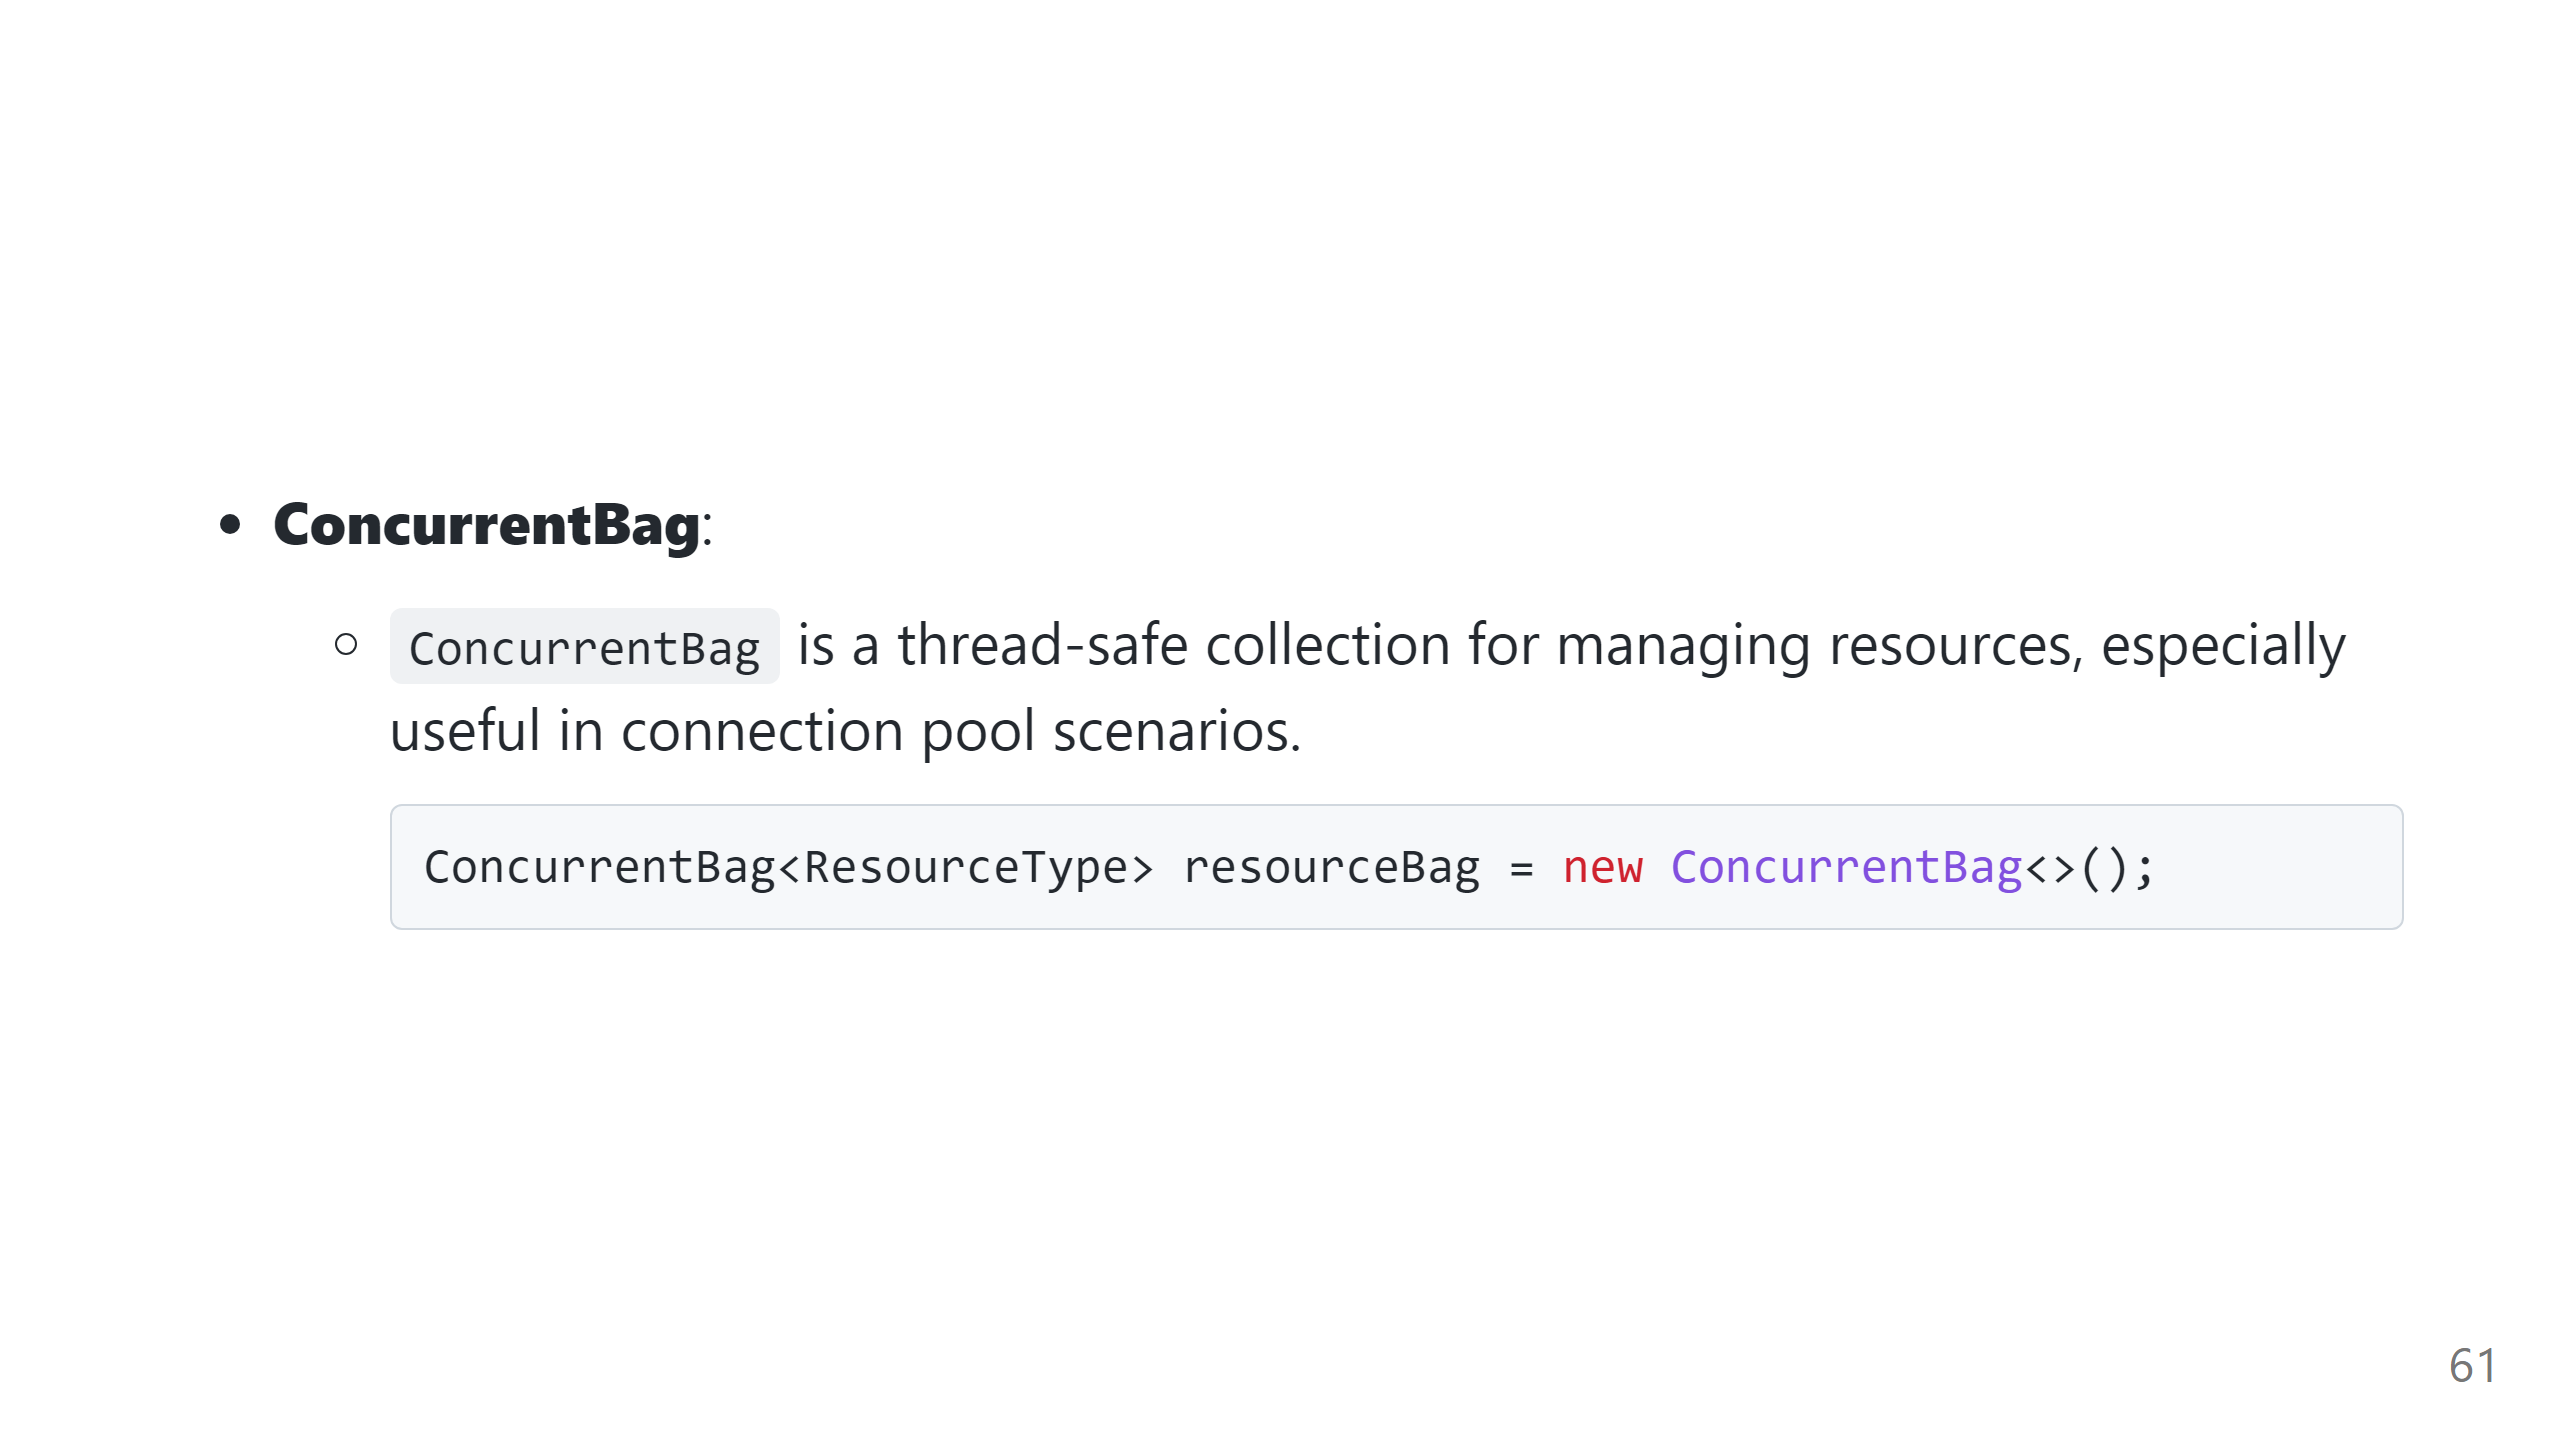 • ConcurrentBag:
○ ConcurrentBag is a thread-safe collection for managing resources, especially
useful in connection pool scenarios.
ConcurrentBag<ResourceType> resourceBag = new ConcurrentBag<>();
61